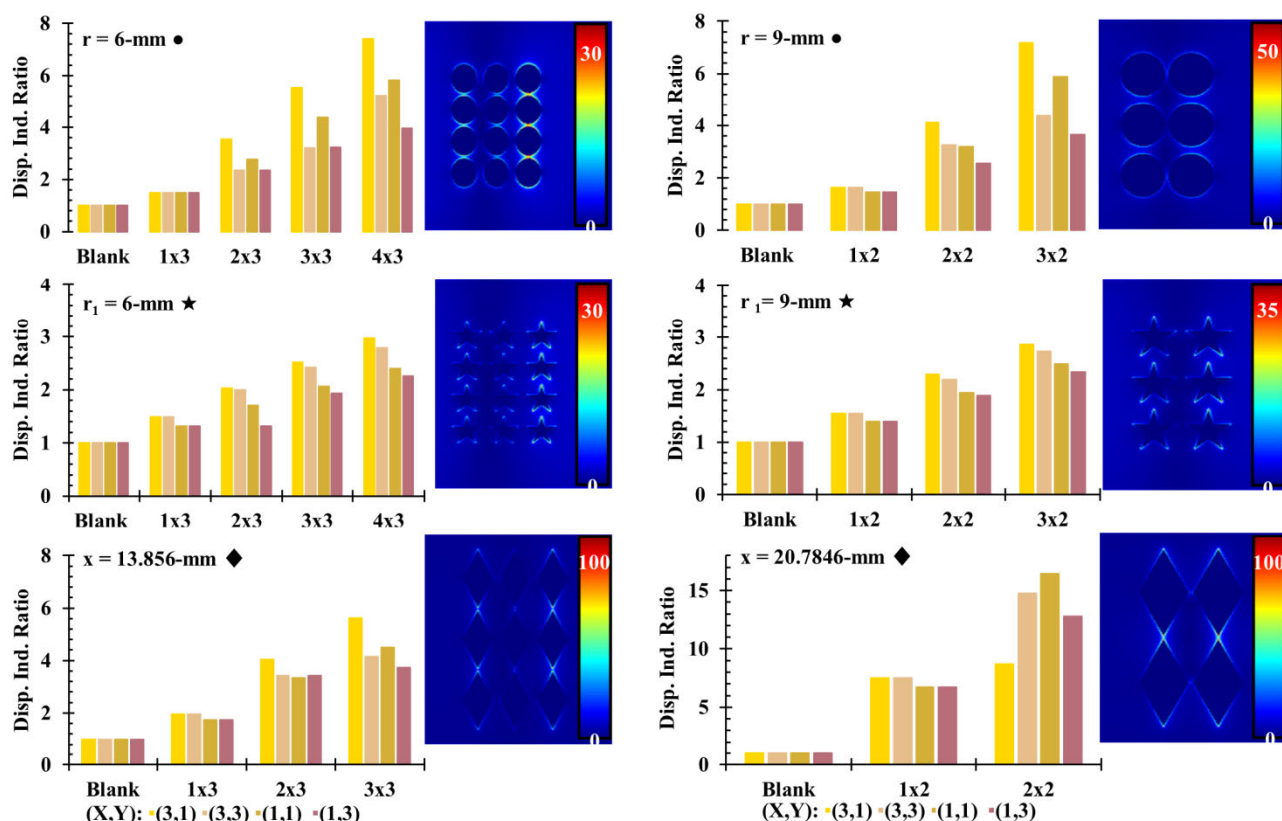 r = 6-mm ●
Disp. Ind. Ratio
8
6
4
2
0
Blank 1x3 2x3 3x3 4x3
30
0
r = 9-mm ●
Disp. Ind. Ratio
8
6
4
2
0
Blank 1x2 2x2 3x2
50
0
r₁ = 6-mm ★
Disp. Ind. Ratio
4
3
2
1
0
Blank 1x3 2x3 3x3 4x3
30
0
r ₁= 9-mm ★
Disp. Ind. Ratio
4
3
2
1
0
Blank 1x2 2x2 3x2
35
0
x = 13.856-mm ◆
Disp. Ind. Ratio
8
6
4
2
0
Blank 1x3 2x3 3x3
(X,Y): (3,1) (3,3) (1,1) (1,3)
100
0
x = 20.7846-mm ◆
Disp. Ind. Ratio
15
10
5
0
Blank 1x2 2x2
(X,Y): (3,1) (3,3) (1,1) (1,3)
100
0